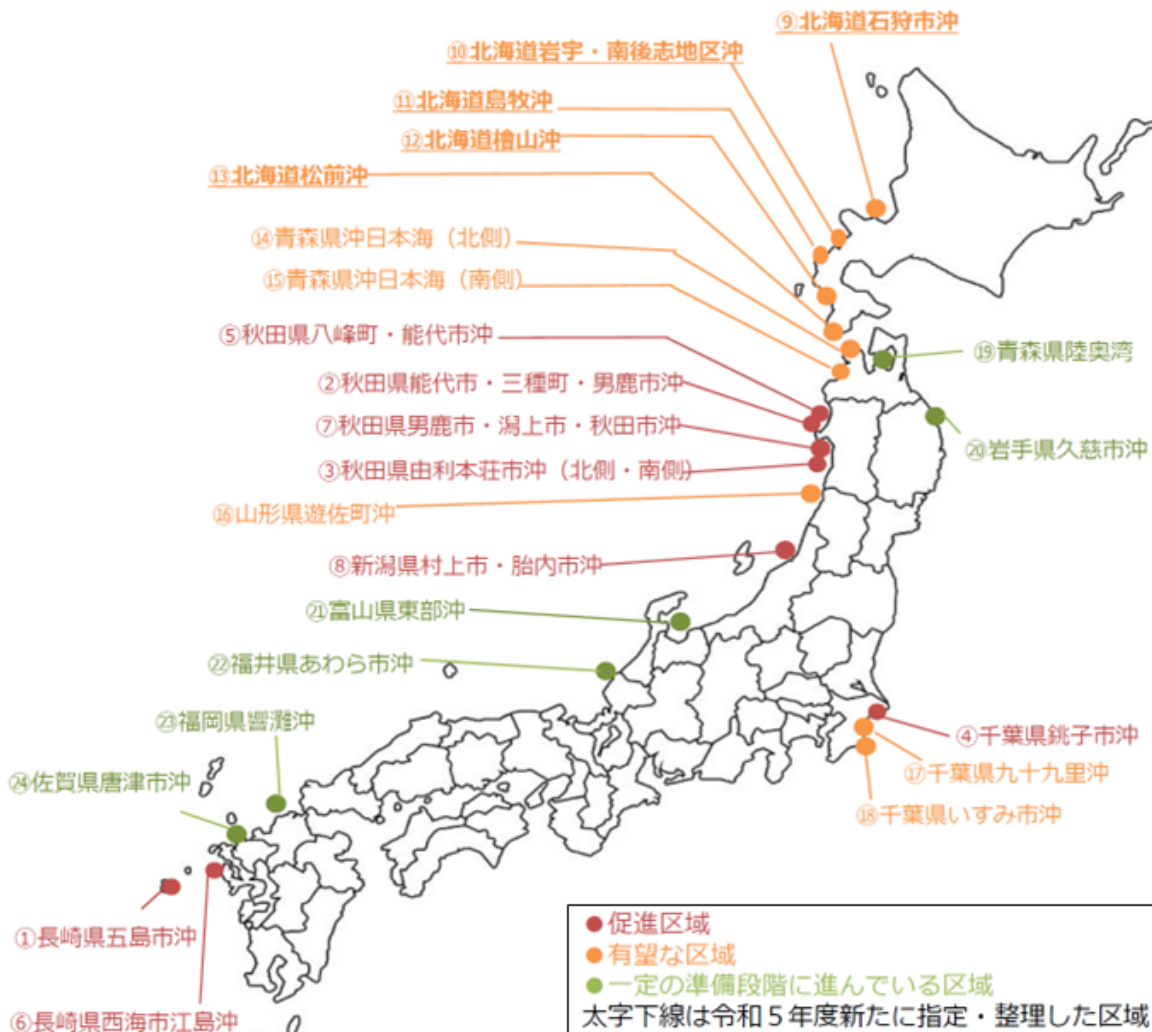 ⑨北海道石狩市沖
⑩北海道岩宇・南後志地区沖
⑪北海道島牧沖
⑫北海道檜山沖
⑬北海道松前沖
⑭青森県沖日本海（北側）
⑮青森県沖日本海（南側）
⑤秋田県八峰町・能代市沖
⑲青森県陸奥湾
②秋田県能代市・三種町・男鹿市沖
⑦秋田県男鹿市・潟上市・秋田市沖
⑳岩手県久慈市沖
③秋田県由利本荘市沖（北側・南側）
⑯山形県遊佐町沖
⑧新潟県村上市・胎内市沖
㉑富山県東部沖
㉒福井県あわら市沖
㉓福岡県響灘沖
④千葉県銚子市沖
㉔佐賀県唐津市沖
⑰千葉県九十九里沖
⑱千葉県いすみ市沖
①長崎県五島市沖
⑥長崎県西海市江島沖
促進区域
有望な区域
一定の準備段階に進んでいる区域
太字下線は令和５年度新たに指定・整理した区域